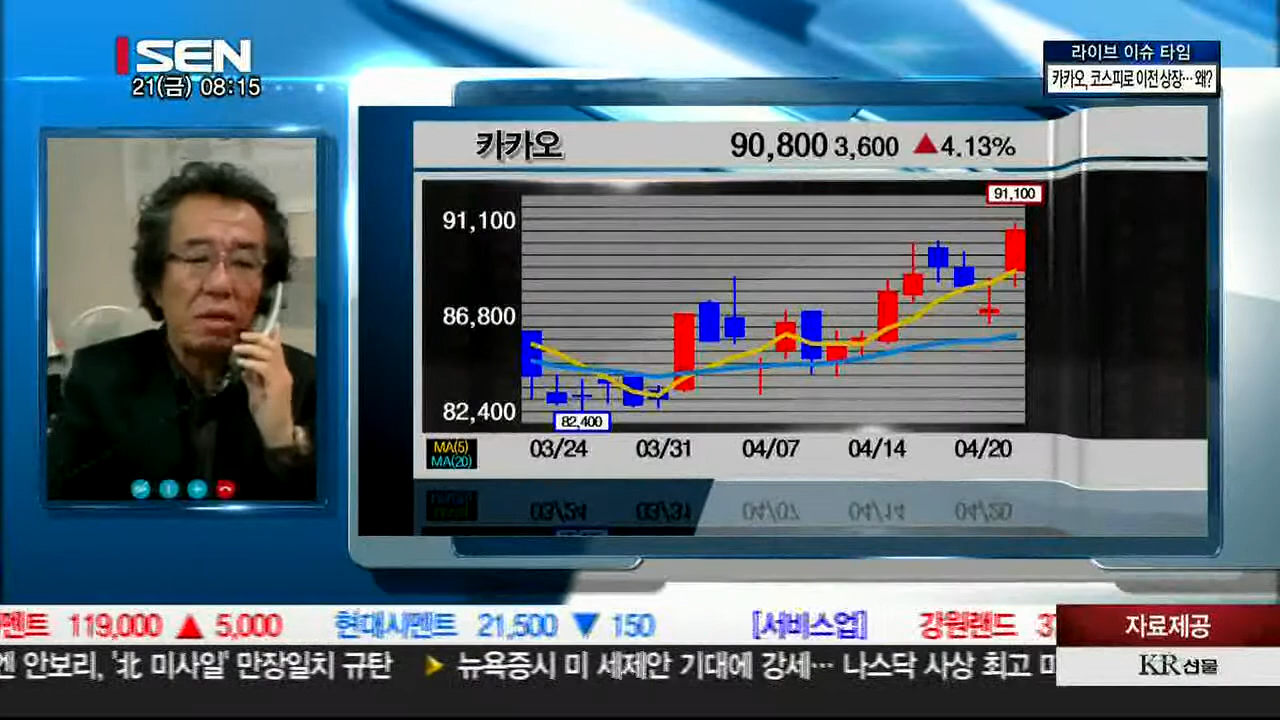 SEN
21(금) 08:15
라이브 이슈 타임
카카오, 코스피로 이전 상장… 왜?
카카오 90,800 3,600 ▲4.13%
91,100
91,100
86,800
82,400
82,400
MA(5)
MA(20)
03/24 03/31 04/07 04/14 04/20
멘트 119,000 ▲ 5,000 현대시멘트 21,500 ▼ 150 [서비스업] 강원랜드
자료제공
안보리, '北 미사일' 만장일치 규탄 ▶ 뉴욕증시 미 세제안 기대에 강세… 나스닥 사상 최고
KR선물